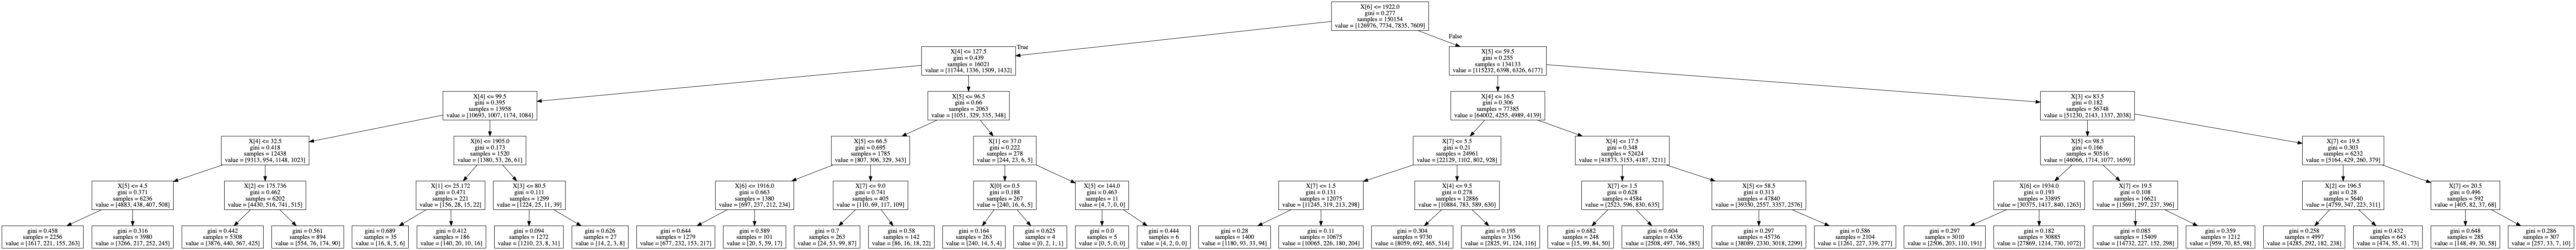 X[6] <= 1922.0
gini = 0.277
samples = 150154
value = [126976, 7734, 7835, 7609]
True
False
X[4] <= 127.5
gini = 0.439
samples = 16021
value = [11744, 1336, 1509, 1432]
X[5] <= 59.5
gini = 0.255
samples = 134133
value = [115232, 6398, 6326, 6177]
X[4] <= 99.5
gini = 0.395
samples = 13958
value = [10693, 1007, 1174, 1084]
X[5] <= 96.5
gini = 0.66
samples = 2063
value = [1051, 329, 335, 348]
X[4] <= 16.5
gini = 0.306
samples = 77385
value = [64002, 4255, 4989, 4139]
X[3] <= 83.5
gini = 0.182
samples = 56748
value = [51230, 2143, 1337, 2038]
X[4] <= 32.5
gini = 0.418
samples = 12438
value = [9313, 954, 1148, 1023]
X[6] <= 1905.0
gini = 0.173
samples = 1520
value = [1380, 53, 26, 61]
X[5] <= 66.5
gini = 0.695
samples = 1785
value = [807, 306, 329, 343]
X[1] <= 37.0
gini = 0.222
samples = 278
value = [244, 23, 6, 5]
X[7] <= 5.5
gini = 0.21
samples = 24961
value = [22129, 1102, 802, 928]
X[4] <= 17.5
gini = 0.348
samples = 52424
value = [41873, 3153, 4187, 3211]
X[5] <= 98.5
gini = 0.166
samples = 50516
value = [46066, 1714, 1077, 1659]
X[7] <= 19.5
gini = 0.303
samples = 6232
value = [5164, 429, 260, 379]
X[5] <= 4.5
gini = 0.371
samples = 6236
value = [4883, 438, 407, 508]
X[2] <= 175.736
gini = 0.462
samples = 6202
value = [4430, 516, 741, 515]
X[1] <= 25.172
gini = 0.471
samples = 221
value = [156, 28, 15, 22]
X[3] <= 80.5
gini = 0.111
samples = 1299
value = [1224, 25, 11, 39]
X[6] <= 1916.0
gini = 0.663
samples = 1380
value = [697, 237, 212, 234]
X[7] <= 9.0
gini = 0.741
samples = 405
value = [110, 69, 117, 109]
X[0] <= 0.5
gini = 0.188
samples = 267
value = [240, 16, 6, 5]
X[5] <= 144.0
gini = 0.463
samples = 11
value = [4, 7, 0, 0]
X[7] <= 1.5
gini = 0.131
samples = 12075
value = [11245, 319, 213, 298]
X[4] <= 9.5
gini = 0.278
samples = 12886
value = [10884, 783, 589, 630]
X[7] <= 1.5
gini = 0.628
samples = 4584
value = [2523, 596, 830, 635]
X[5] <= 58.5
gini = 0.313
samples = 47840
value = [39350, 2557, 3357, 2576]
X[6] <= 1934.0
gini = 0.193
samples = 33895
value = [30375, 1417, 840, 1263]
X[7] <= 19.5
gini = 0.108
samples = 16621
value = [15691, 297, 237, 396]
X[2] <= 196.5
gini = 0.28
samples = 5640
value = [4759, 347, 223, 311]
X[7] <= 20.5
gini = 0.496
samples = 592
value = [405, 82, 37, 68]
gini = 0.458
samples = 2256
value = [1617, 221, 155, 263]
gini = 0.316
samples = 3980
value = [3266, 217, 252, 245]
gini = 0.442
samples = 5308
value = [3876, 440, 567, 425]
gini = 0.561
samples = 894
value = [554, 76, 174, 90]
gini = 0.689
samples = 35
value = [16, 8, 5, 6]
gini = 0.412
samples = 186
value = [140, 20, 10, 16]
gini = 0.094
samples = 1272
value = [1210, 23, 8, 31]
gini = 0.626
samples = 27
value = [14, 2, 3, 8]
gini = 0.644
samples = 1279
value = [677, 232, 153, 217]
gini = 0.589
samples = 101
value = [20, 5, 59, 17]
gini = 0.7
samples = 263
value = [24, 53, 99, 87]
gini = 0.58
samples = 142
value = [86, 16, 18, 22]
gini = 0.164
samples = 263
value = [240, 14, 5, 4]
gini = 0.625
samples = 4
value = [0, 2, 1, 1]
gini = 0.0
samples = 5
value = [0, 5, 0, 0]
gini = 0.444
samples = 6
value = [4, 2, 0, 0]
gini = 0.28
samples = 1400
value = [1180, 93, 33, 94]
gini = 0.11
samples = 10675
value = [10065, 226, 180, 204]
gini = 0.304
samples = 9730
value = [8059, 692, 465, 514]
gini = 0.195
samples = 3156
value = [2825, 91, 124, 116]
gini = 0.682
samples = 248
value = [15, 99, 84, 50]
gini = 0.604
samples = 4336
value = [2508, 497, 746, 585]
gini = 0.297
samples = 45736
value = [38089, 2330, 3018, 2299]
gini = 0.586
samples = 2104
value = [1261, 227, 339, 277]
gini = 0.297
samples = 3010
value = [2506, 203, 110, 191]
gini = 0.182
samples = 30885
value = [27869, 1214, 730, 1072]
gini = 0.085
samples = 15409
value = [14732, 227, 152, 298]
gini = 0.359
samples = 1212
value = [959, 70, 85, 98]
gini = 0.258
samples = 4997
value = [4285, 292, 182, 238]
gini = 0.432
samples = 643
value = [474, 55, 41, 73]
gini = 0.648
samples = 285
value = [148, 49, 30, 58]
gini = 0.286
samples = 307
value = [257, 33, 7, 10]